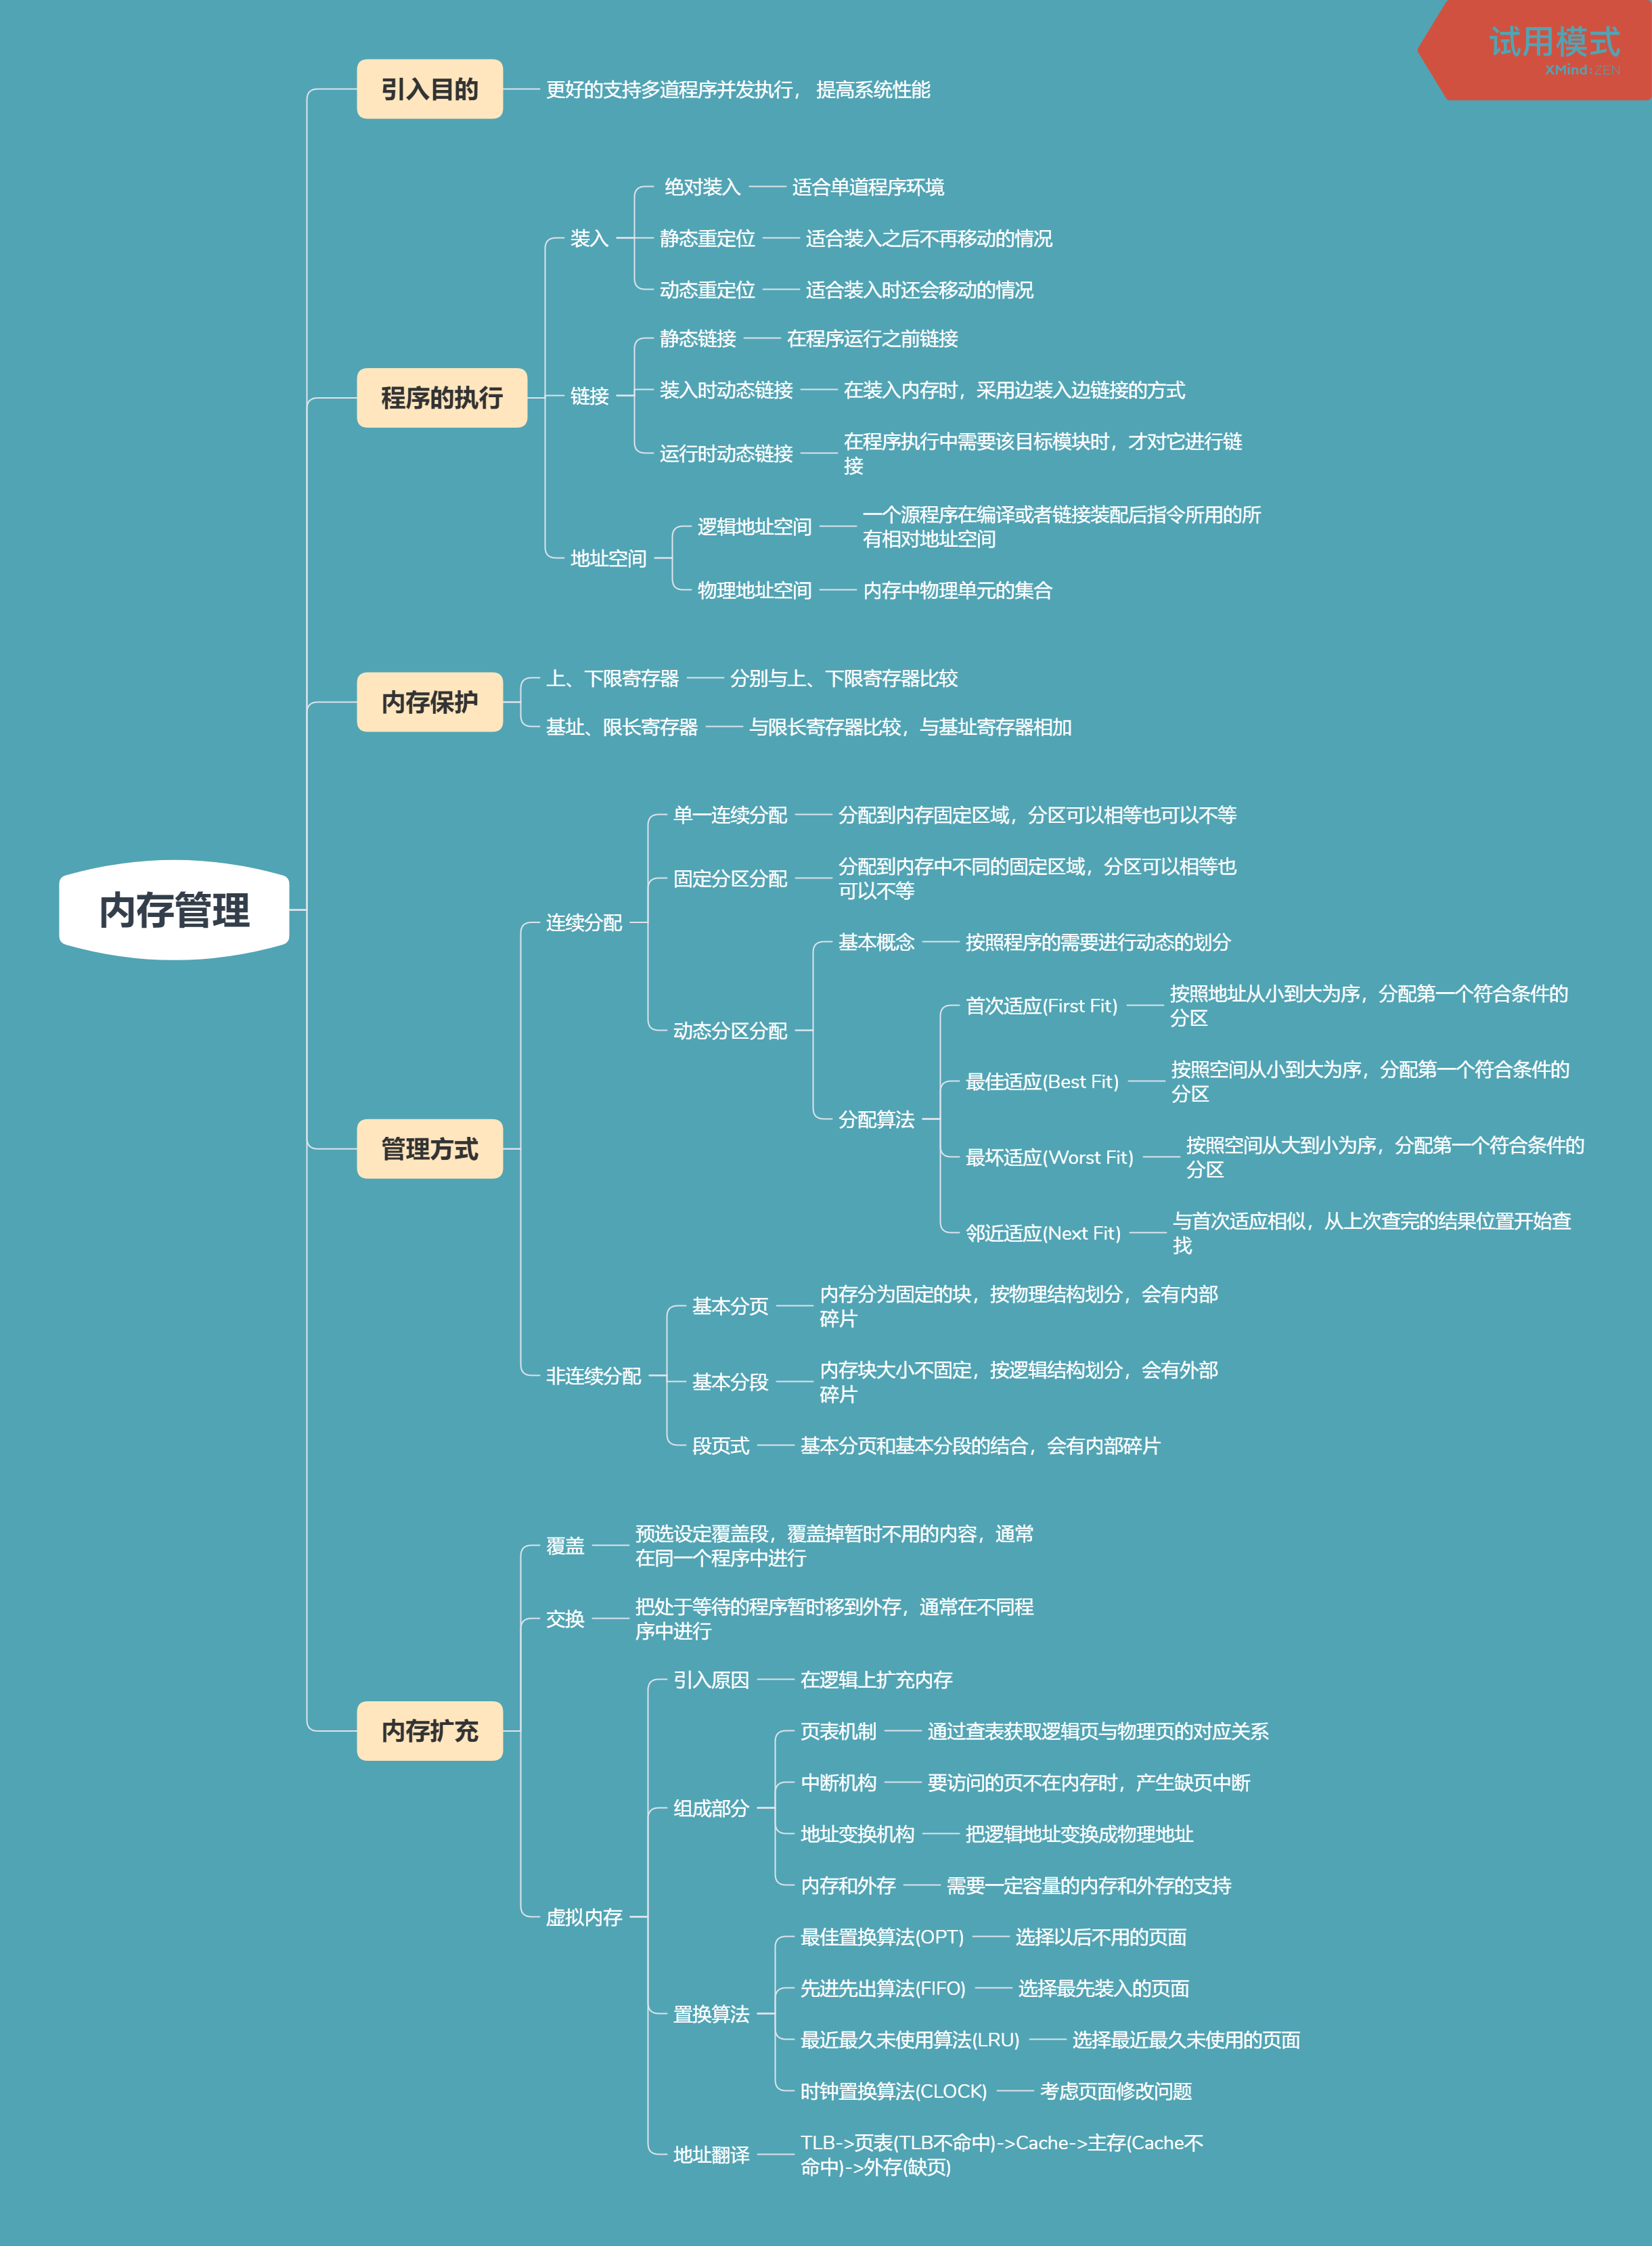 试用模式
XMind:ZEN
引入目的
更好的支持多道程序并发执行， 提高系统性能
绝对装入
适合单道程序环境
装入
静态重定位
适合装入之后不再移动的情况
动态重定位
适合装入时还会移动的情况
静态链接
在程序运行之前链接
程序的执行
链接
装入时动态链接
在装入内存时，采用边装入边链接的方式
运行时动态链接
在程序执行中需要该目标模块时，才对它进行链
接
地址空间
逻辑地址空间
一个源程序在编译或者链接装配后指令所用的所
有相对地址空间
物理地址空间
内存中物理单元的集合
内存保护
上、下限寄存器
分别与上、下限寄存器比较
基址、限长寄存器
与限长寄存器比较，与基址寄存器相加
内存管理
管理方式
连续分配
单一连续分配
分配到内存固定区域，分区可以相等也可以不等
固定分区分配
分配到内存中不同的固定区域，分区可以相等也
可以不等
动态分区分配
基本概念
按照程序的需要进行动态的划分
分配算法
首次适应(First Fit)
按照地址从小到大为序，分配第一个符合条件的
分区
最佳适应(Best Fit)
按照空间从小到大为序，分配第一个符合条件的
分区
最坏适应(Worst Fit)
按照空间从大到小为序，分配第一个符合条件的
分区
邻近适应(Next Fit)
与首次适应相似，从上次查完的结果位置开始查
找
非连续分配
基本分页
内存分为固定的块，按物理结构划分，会有内部
碎片
基本分段
内存块大小不固定，按逻辑结构划分，会有外部
碎片
段页式
基本分页和基本分段的结合，会有内部碎片
内存扩充
覆盖
预选设定覆盖段，覆盖掉暂时不用的内容，通常
在同一个程序中进行
交换
把处于等待的程序暂时移到外存，通常在不同程
序中进行
虚拟内存
引入原因
在逻辑上扩充内存
组成部分
页表机制
通过查表获取逻辑页与物理页的对应关系
中断机构
要访问的页不在内存时，产生缺页中断
地址变换机构
把逻辑地址变换成物理地址
内存和外存
需要一定容量的内存和外存的支持
置换算法
最佳置换算法(OPT)
选择以后不用的页面
先进先出算法(FIFO)
选择最先装入的页面
最近最久未使用算法(LRU)
选择最近最久未使用的页面
时钟置换算法(CLOCK)
考虑页面修改问题
地址翻译
TLB->页表(TLB不命中)->Cache->主存(Cache不
命中)->外存(缺页)